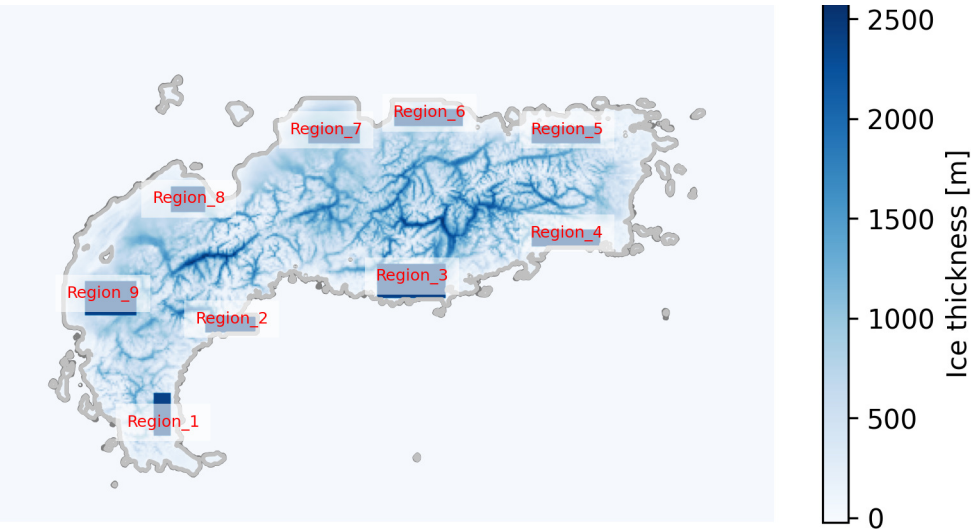 Region_6
Region_7
Region_5
Region_8
Region_4
Region_3
Region_9
Region_2
Region_1
2500
2000
1500
1000
500
0
Ice thickness [m]